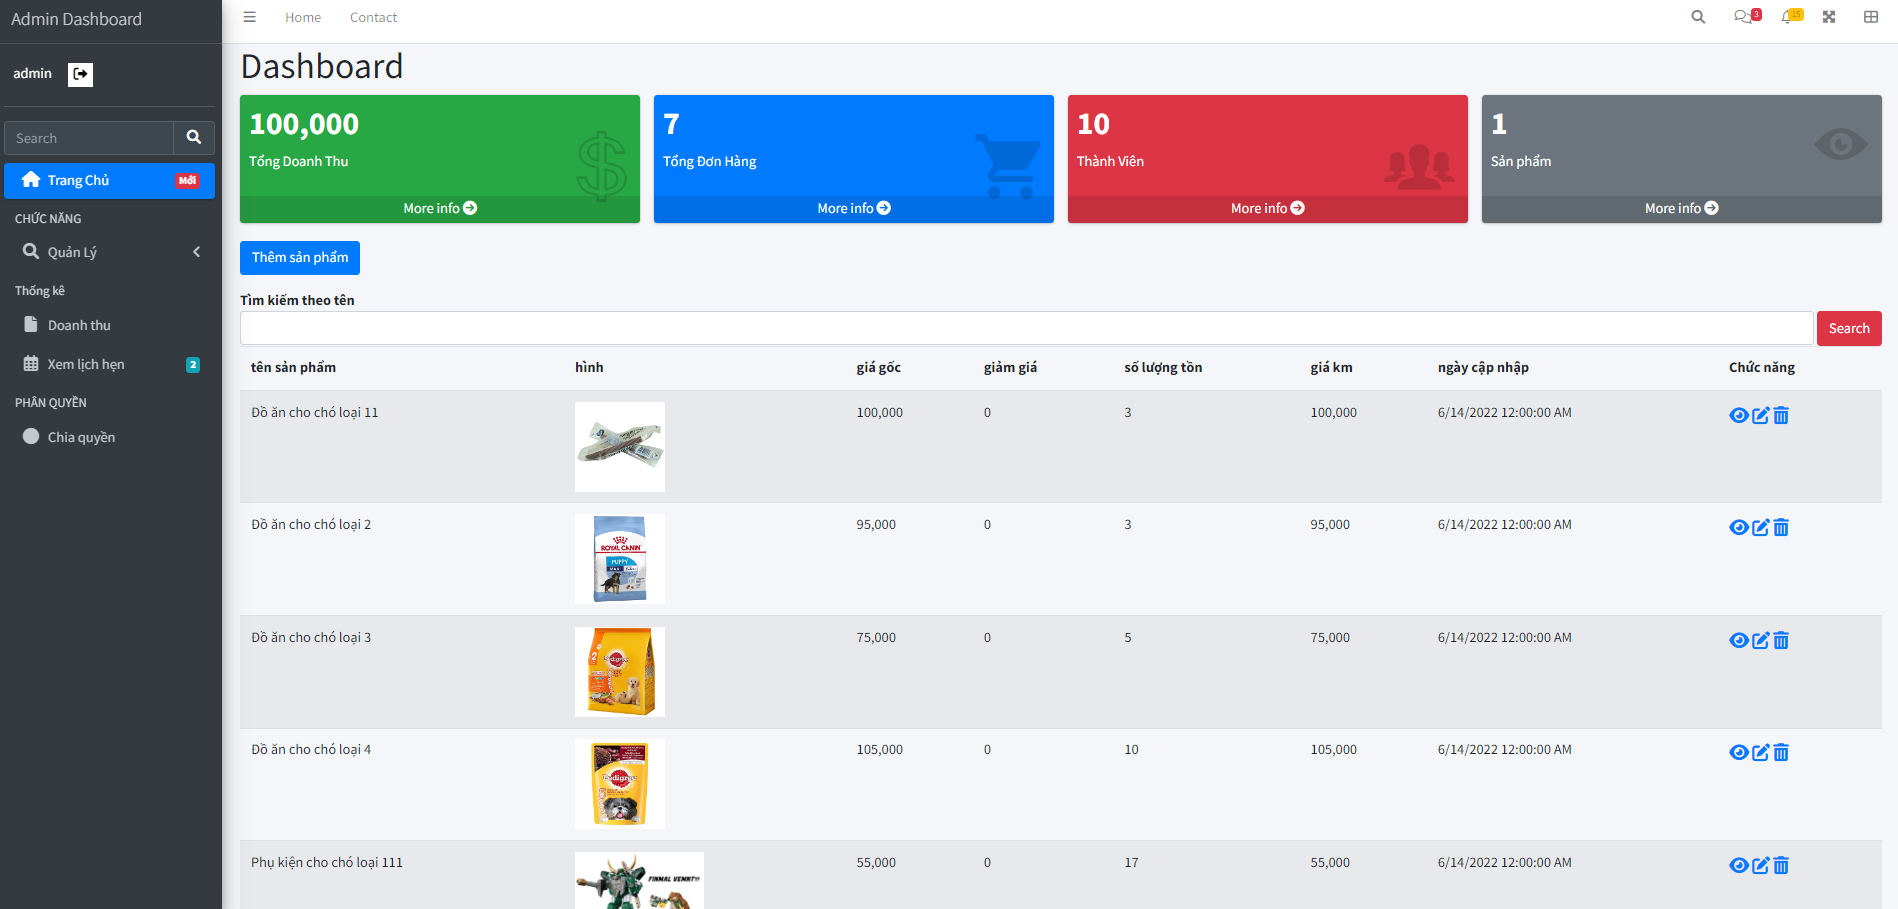 Admin Dashboard
Home
Contact
3
15
admin
Dashboard
100,000
Tổng Doanh Thu
More info
7
Tổng Đơn Hàng
More info
10
Thành Viên
More info
1
Sản phẩm
More info
Search
Trang Chủ
Mới
CHỨC NĂNG
Quản Lý
Thống kê
Doanh thu
Xem lịch hẹn
2
PHÂN QUYỀN
Chia quyền
Thêm sản phẩm
Tìm kiếm theo tên
Search
tên sản phẩm hình giá gốc giảm giá số lượng tồn giá km ngày cập nhập Chức năng
Đồ ăn cho chó loại 11 100,000 0 3 100,000 6/14/2022 12:00:00 AM
Đồ ăn cho chó loại 2 95,000 0 3 95,000 6/14/2022 12:00:00 AM
ROYAL CANIN
PUPPY
MAXI
Đồ ăn cho chó loại 3 75,000 0 5 75,000 6/14/2022 12:00:00 AM
2
Pedigree
Đồ ăn cho chó loại 4 105,000 0 10 105,000 6/14/2022 12:00:00 AM
Pedigree
Phụ kiện cho chó loại 111 55,000 0 17 55,000 6/14/2022 12:00:00 AM